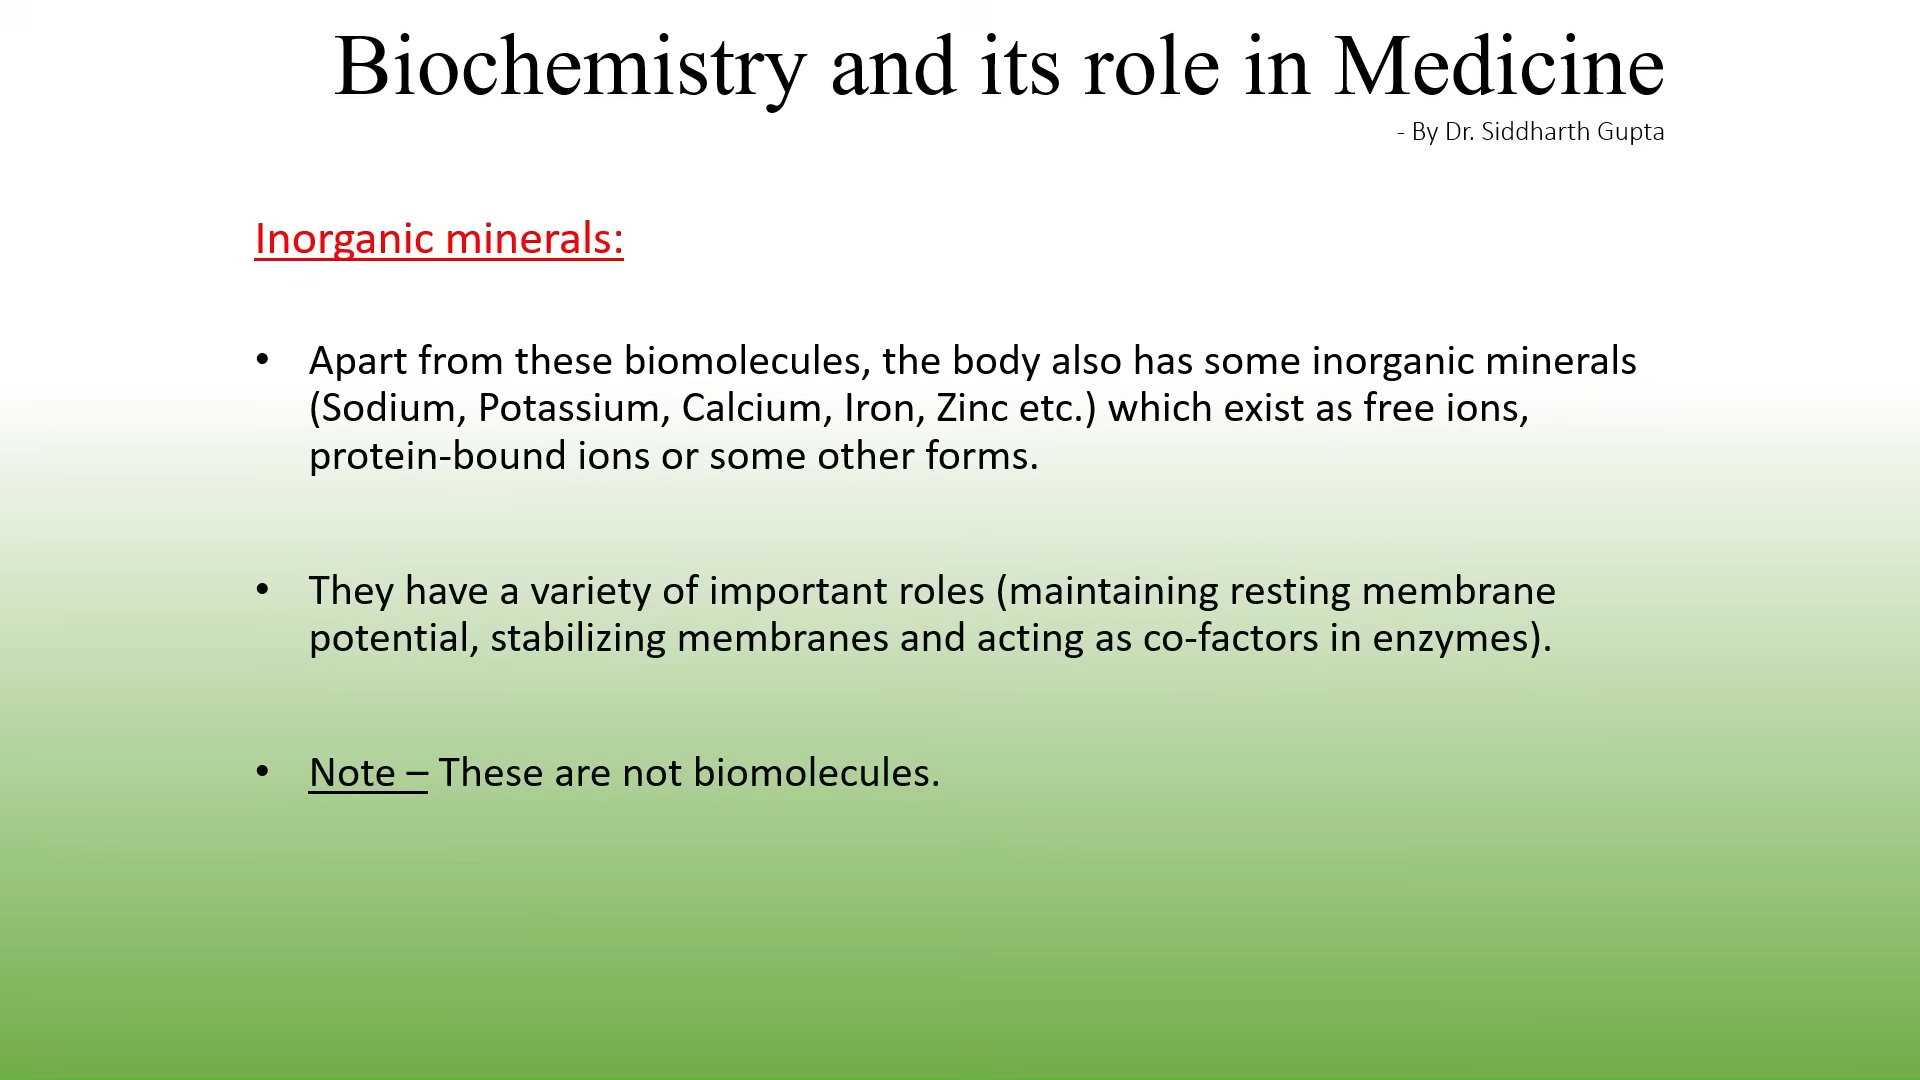 Biochemistry and its role in Medicine
- By Dr. Siddharth Gupta
Inorganic minerals:
• Apart from these biomolecules, the body also has some inorganic minerals
(Sodium, Potassium, Calcium, Iron, Zinc etc.) which exist as free ions,
protein-bound ions or some other forms.
• They have a variety of important roles (maintaining resting membrane
potential, stabilizing membranes and acting as co-factors in enzymes).
• Note – These are not biomolecules.